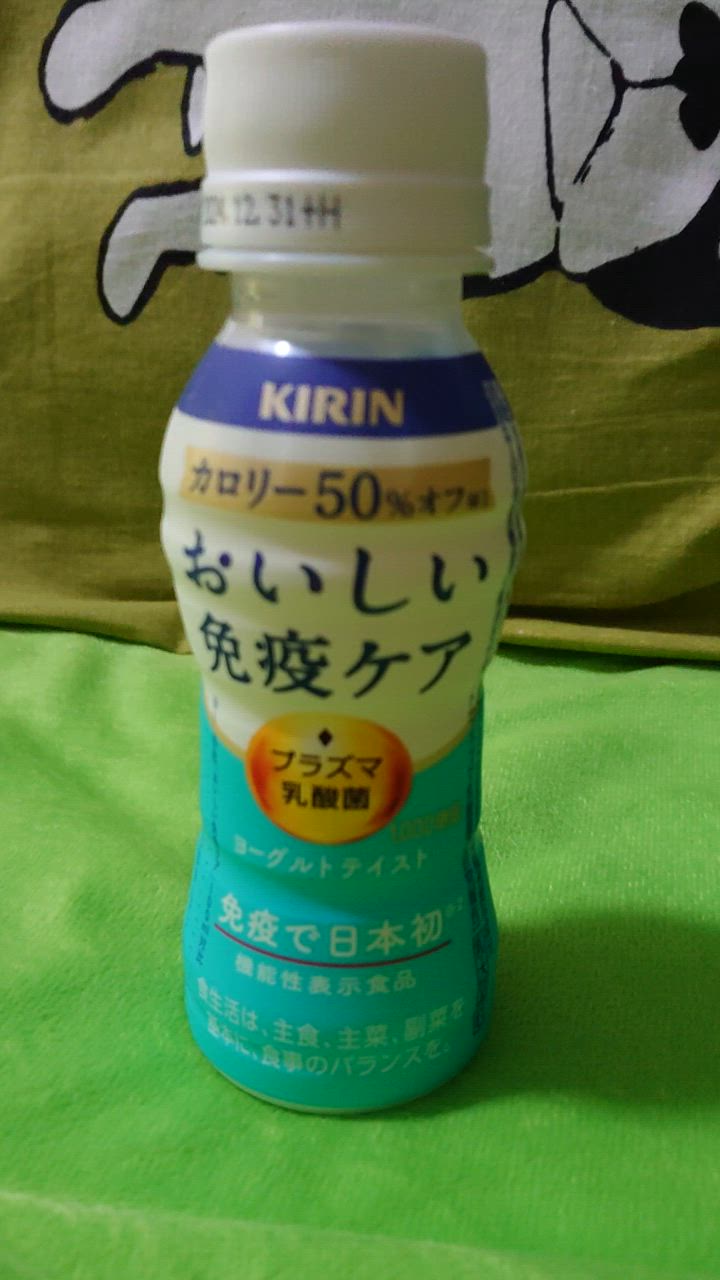 12.31+H
KIRIN
カロリー50%オフ
おいしい
免疫ケア
プラズマ
乳酸菌
ヨーグルトテイスト
免疫で日本初
機能性表示食品
食生活は、主食、主菜、副菜を
基本に、食事のバランスを。